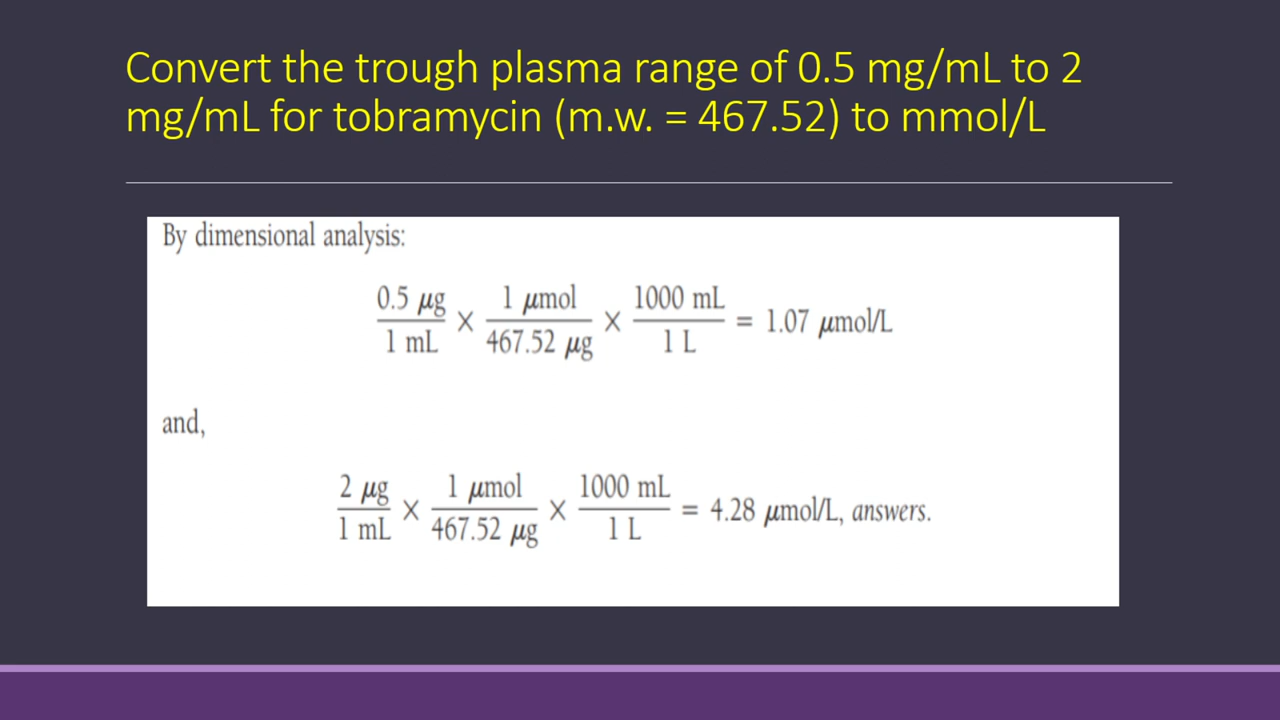 Convert the trough plasma range of 0.5 mg/mL to 2
mg/mL for tobramycin (m.w. = 467.52) to mmol/L
By dimensional analysis:
0.5 μg / 1 mL × 1 μmol / 467.52 μg × 1000 mL / 1 L = 1.07 μmol/L
and,
2 μg / 1 mL × 1 μmol / 467.52 μg × 1000 mL / 1 L = 4.28 μmol/L, answers.